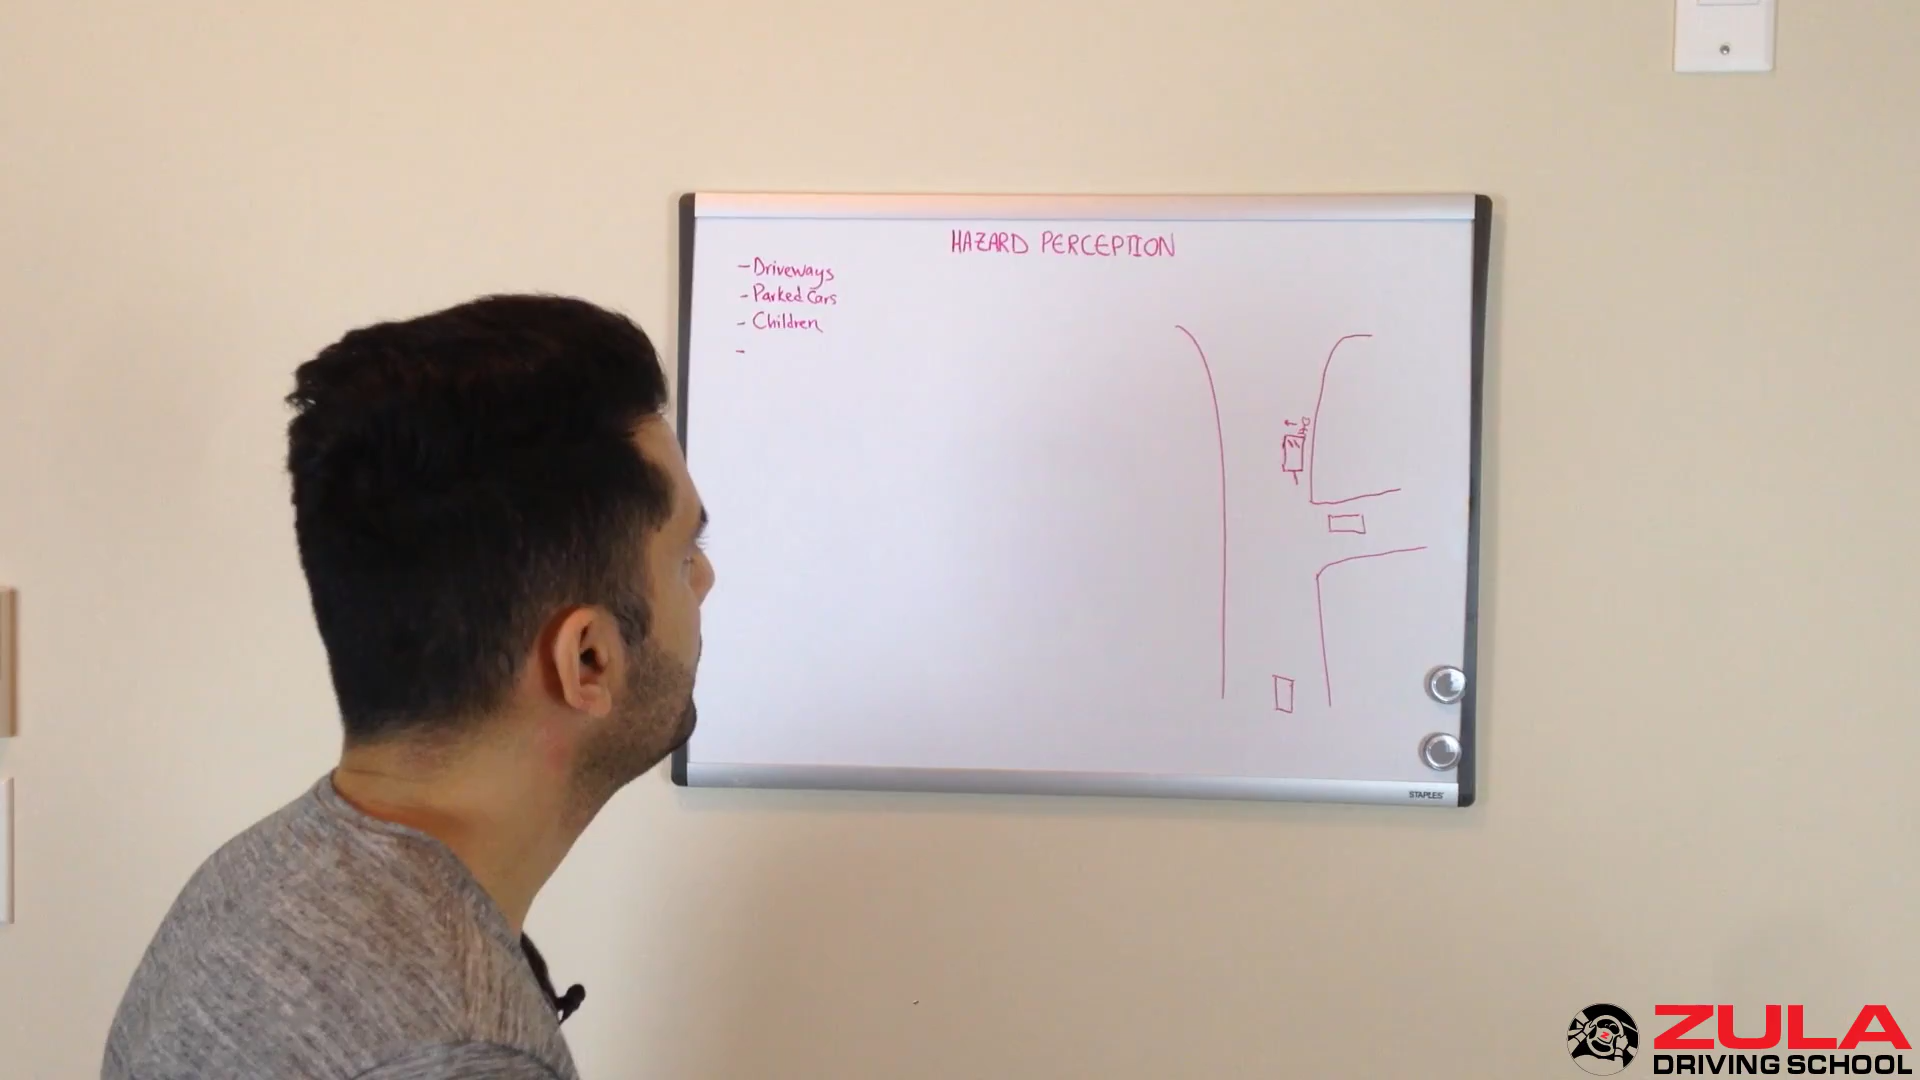 HAZARD PERCEPTION
- Driveways
- Parked Cars
- Children
-
STAPLES
ZULA
DRIVING SCHOOL